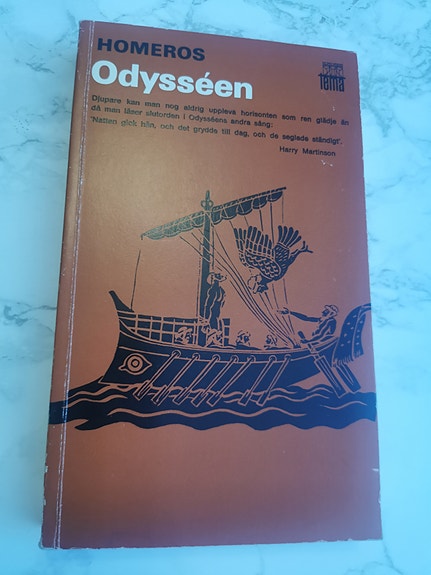 HOMEROS
tema
Odysséen
Djupare kan man nog aldrig uppleva horisonten som ren glädje än
då man läser slutorden i Odysséens andra sång:
'Natten gick hän, och det grydde till dag, och de seglade ständigt'.
Harry Martinson